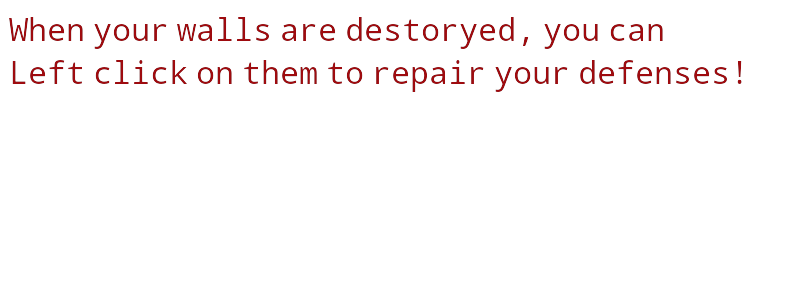 When your walls are destoryed, you can
Left click on them to repair your defenses!